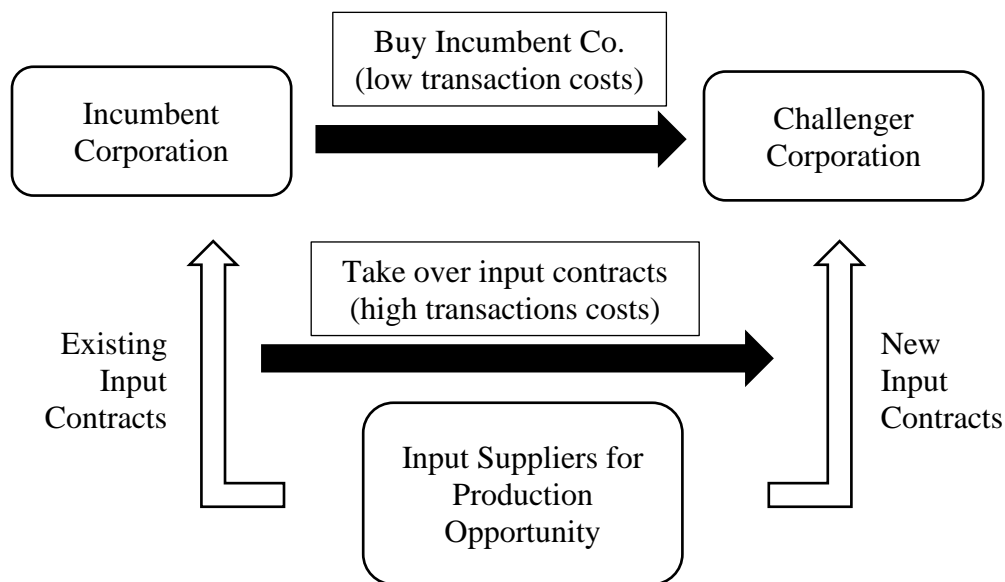 Buy Incumbent Co.
(low transaction costs)
Incumbent
Corporation
Challenger
Corporation
Take over input contracts
(high transactions costs)
Existing
Input
Contracts
New
Input
Contracts
Input Suppliers for
Production
Opportunity